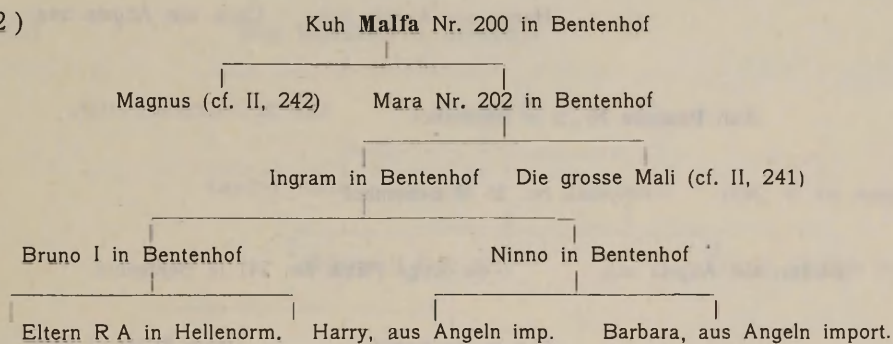 2) Kuh Malfa Nr. 200 in Bentenhof
Magnus (cf. II, 242) Mara Nr. 202 in Bentenhof
Ingram in Bentenhof Die grosse Mali (cf. II, 241)
Bruno I in Bentenhof Ninno in Bentenhof
Eltern R A in Hellenorm. Harry, aus Angeln imp. Barbara, aus Angeln import.